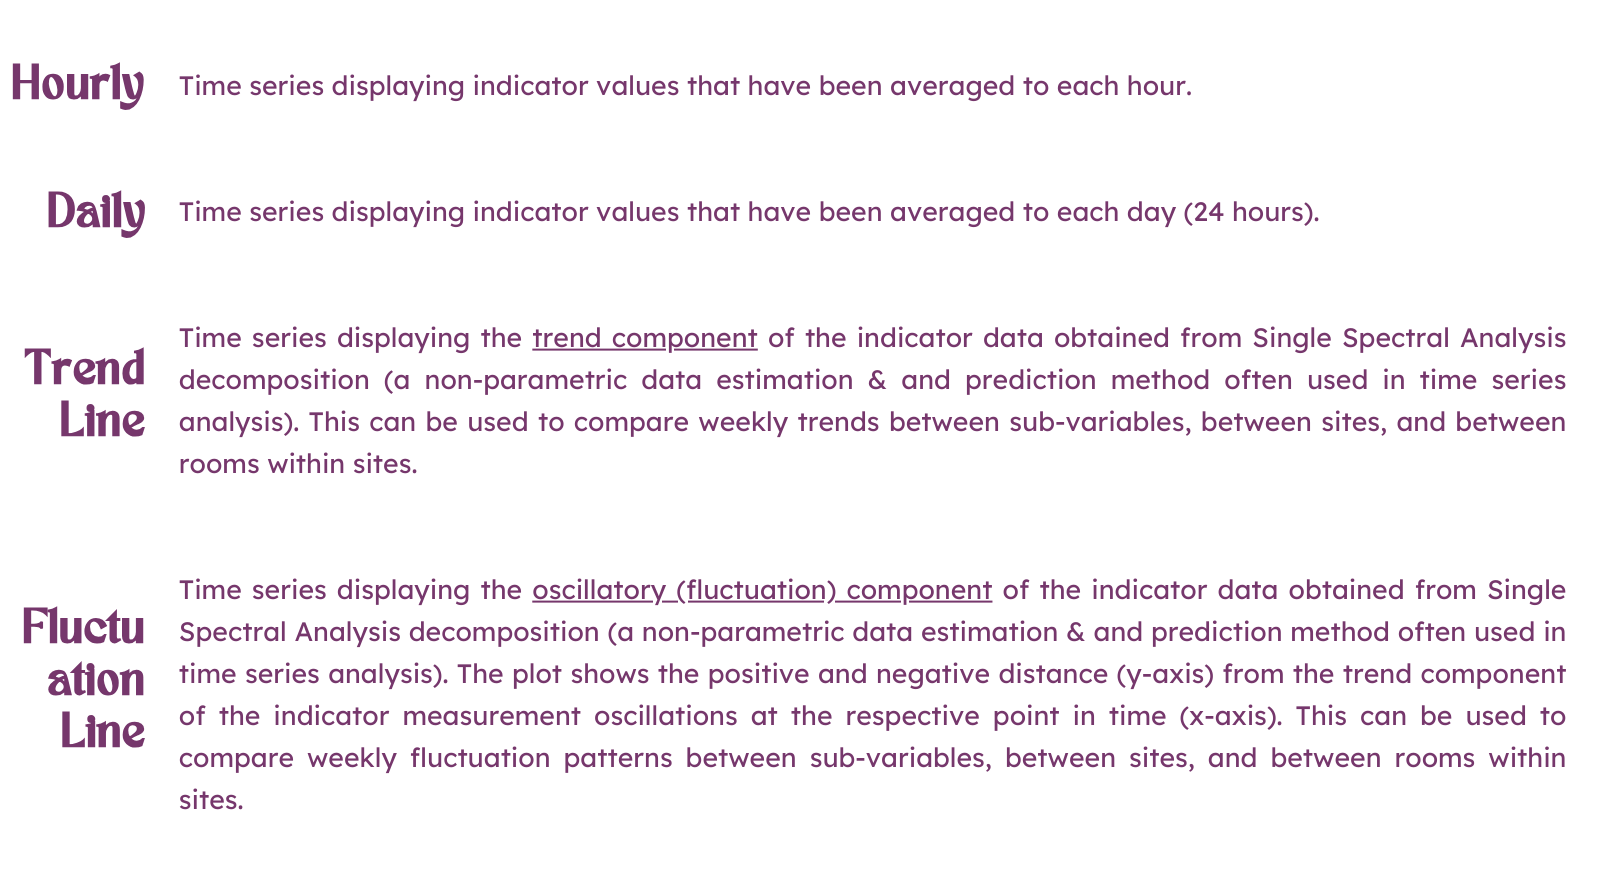 Hourly
Time series displaying indicator values that have been averaged to each hour.
Daily
Time series displaying indicator values that have been averaged to each day (24 hours).
Trend
Line
Time series displaying the trend component of the indicator data obtained from Single Spectral Analysis
decomposition (a non-parametric data estimation & and prediction method often used in time series
analysis). This can be used to compare weekly trends between sub-variables, between sites, and between
rooms within sites.
Fluctu
ation
Line
Time series displaying the oscillatory (fluctuation) component of the indicator data obtained from Single
Spectral Analysis decomposition (a non-parametric data estimation & and prediction method often used in
time series analysis). The plot shows the positive and negative distance (y-axis) from the trend component
of the indicator measurement oscillations at the respective point in time (x-axis). This can be used to
compare weekly fluctuation patterns between sub-variables, between sites, and between rooms within
sites.